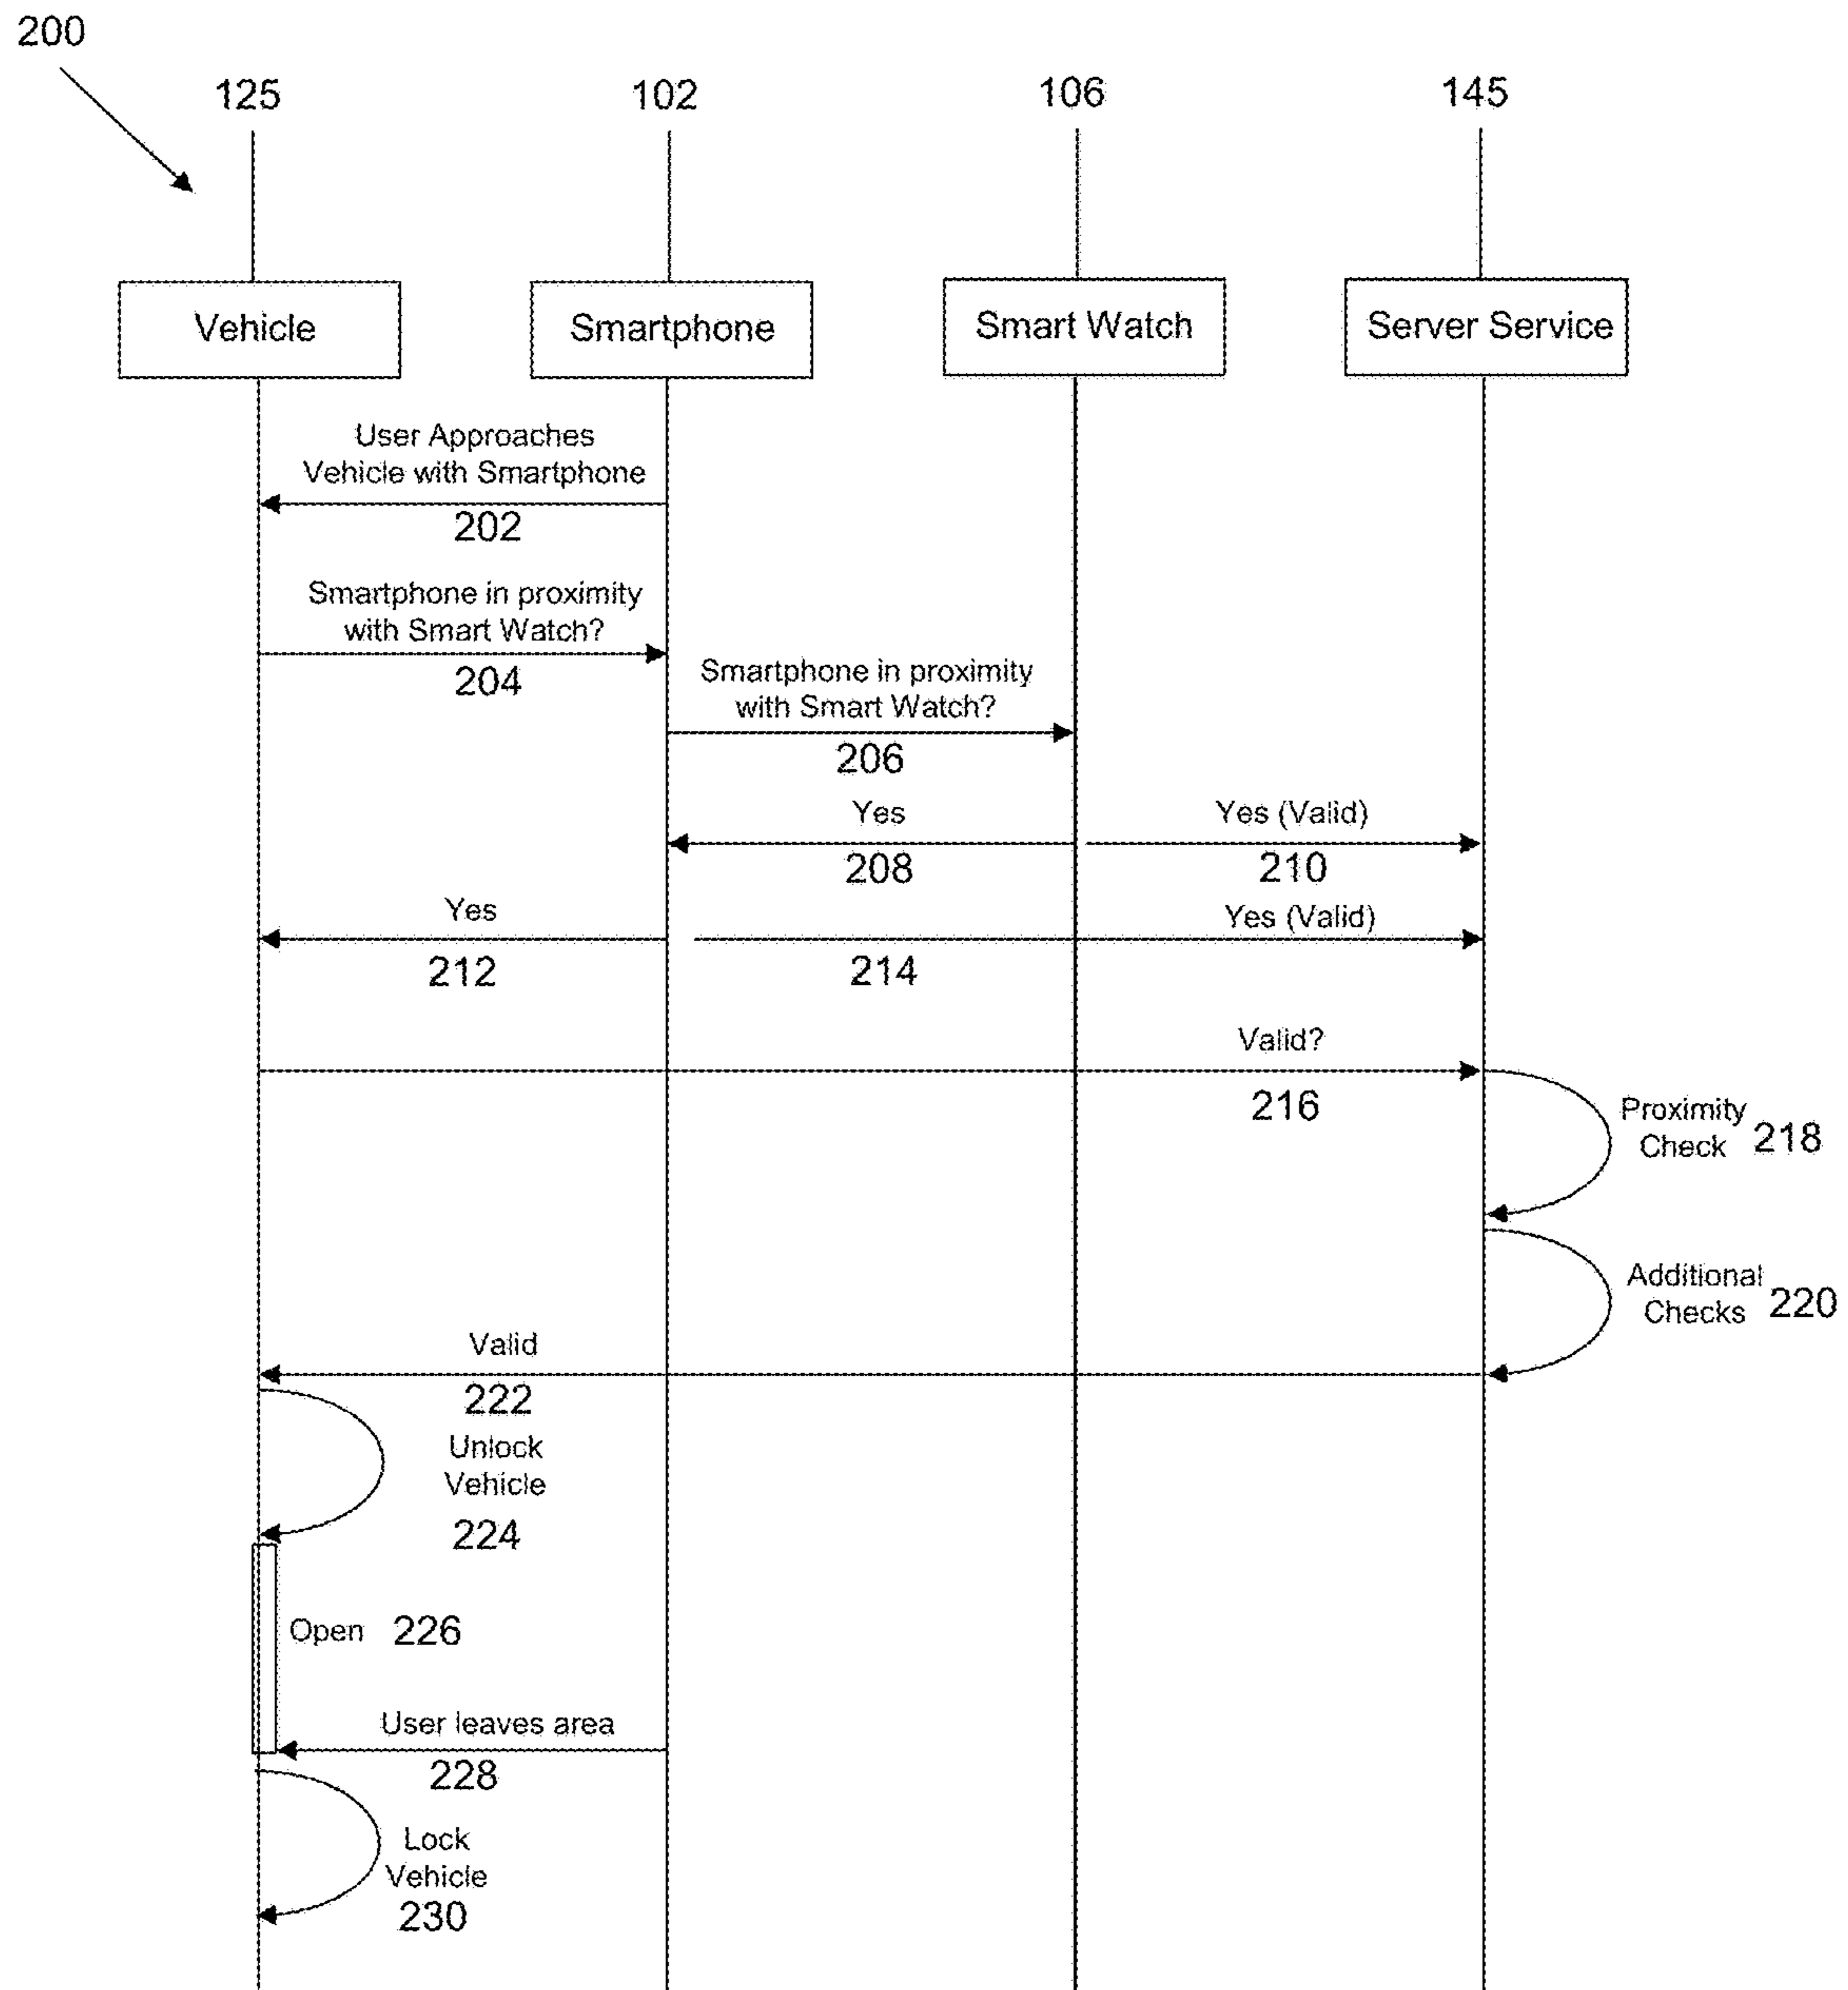 200
125
102
106
145
Vehicle
Smartphone
Smart Watch
Server Service
User Approaches
Vehicle with Smartphone
202
Smartphone in proximity
with Smart Watch?
204
Smartphone in proximity
with Smart Watch?
206
Yes
208
Yes (Valid)
210
Yes
212
Yes (Valid)
214
Valid?
216
Proximity
Check 218
Additional
Checks 220
Valid
222
Unlock
Vehicle
224
Open 226
User leaves area
228
Lock
Vehicle
230